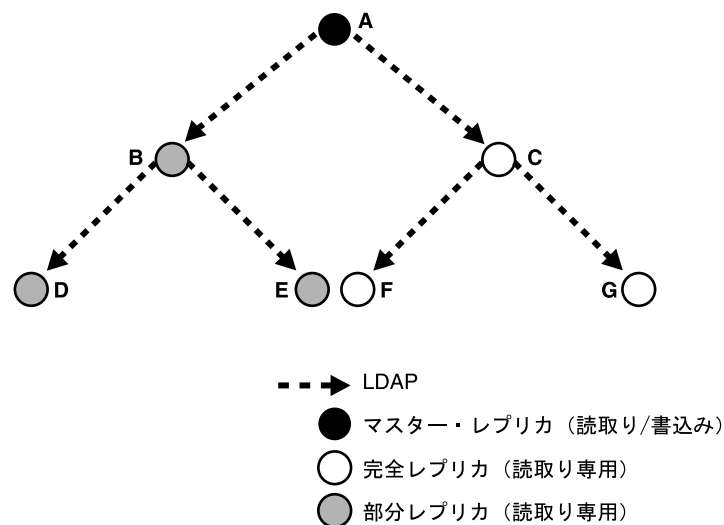 A
B
C
D
E
F
G
LDAP
マスター・レプリカ（読取り/書込み）
完全レプリカ（読取り専用）
部分レプリカ（読取り専用）